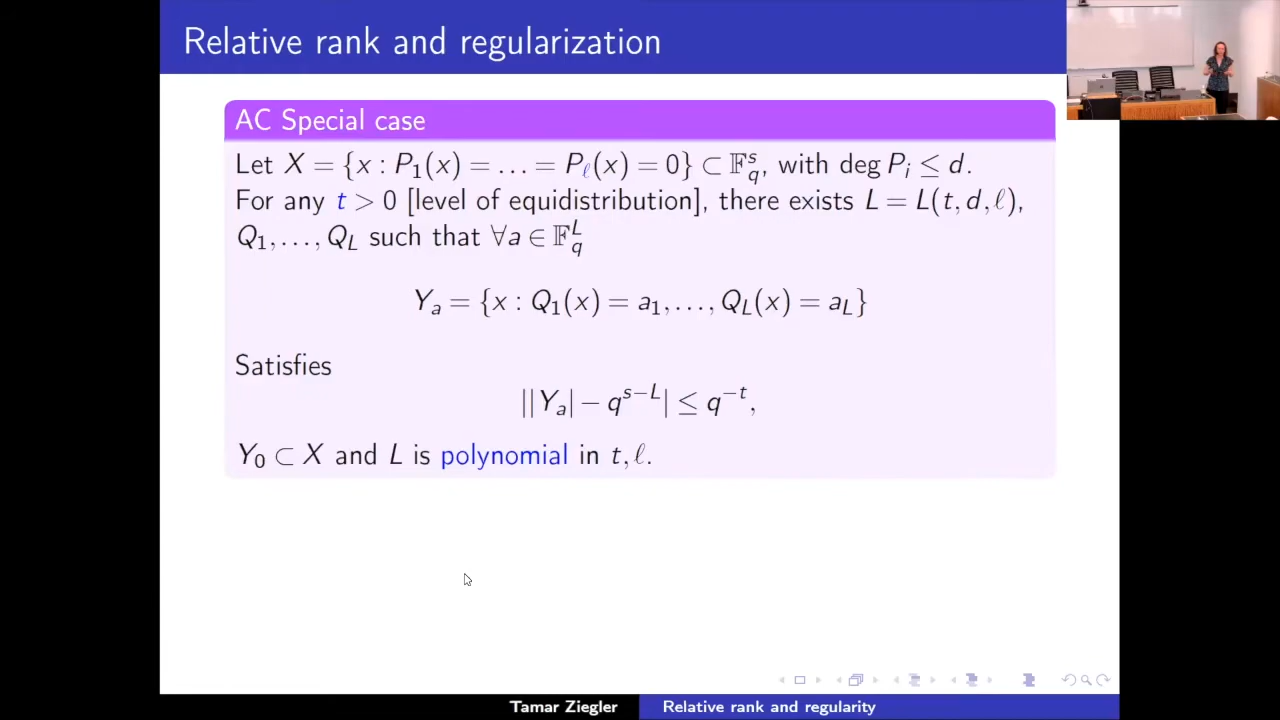 Relative rank and regularization
AC Special case
Let X = {x : P₁(x) = … = P_ℓ(x) = 0} ⊂ 𝔽_q^s, with deg P_i ≤ d.
For any t > 0 [level of equidistribution], there exists L = L(t, d, ℓ),
Q₁, …, Q_L such that ∀a ∈ 𝔽_q^L
Y_a = {x : Q₁(x) = a₁, …, Q_L(x) = a_L}
Satisfies
||Y_a| − q^{s−L}| ≤ q^{−t},
Y₀ ⊂ X and L is polynomial in t, ℓ.
Tamar Ziegler
Relative rank and regularity